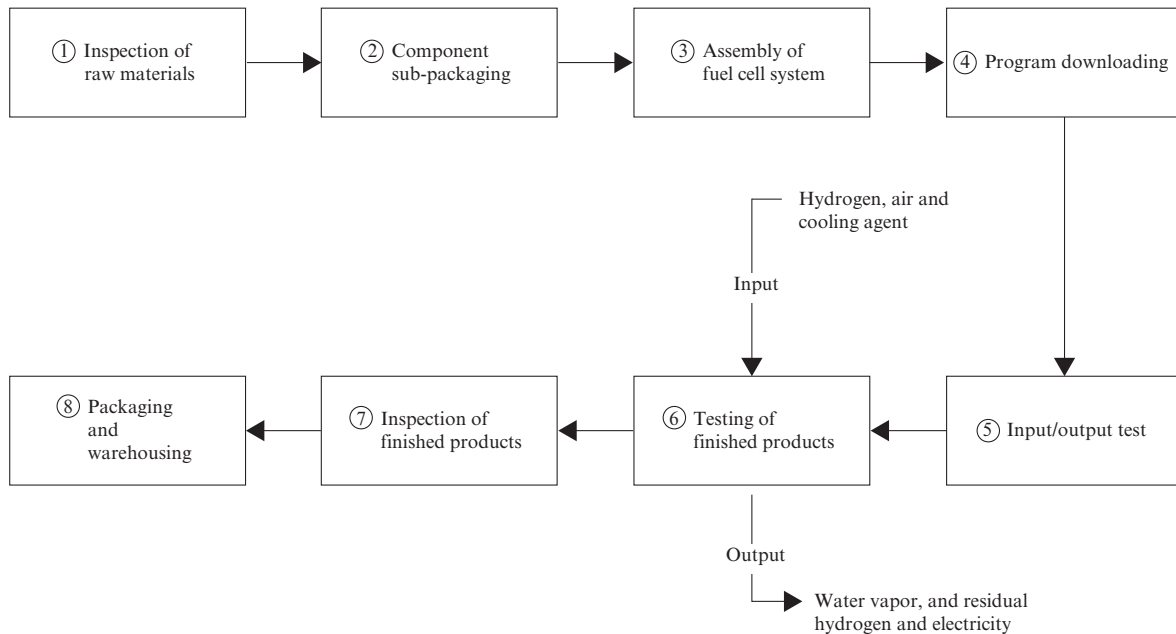 ① Inspection of
raw materials
② Component
sub-packaging
③ Assembly of
fuel cell system
④ Program downloading
Hydrogen, air and
cooling agent
Input
⑧ Packaging
and
warehousing
⑦ Inspection of
finished products
⑥ Testing of
finished products
⑤ Input/output test
Output
Water vapor, and residual
hydrogen and electricity